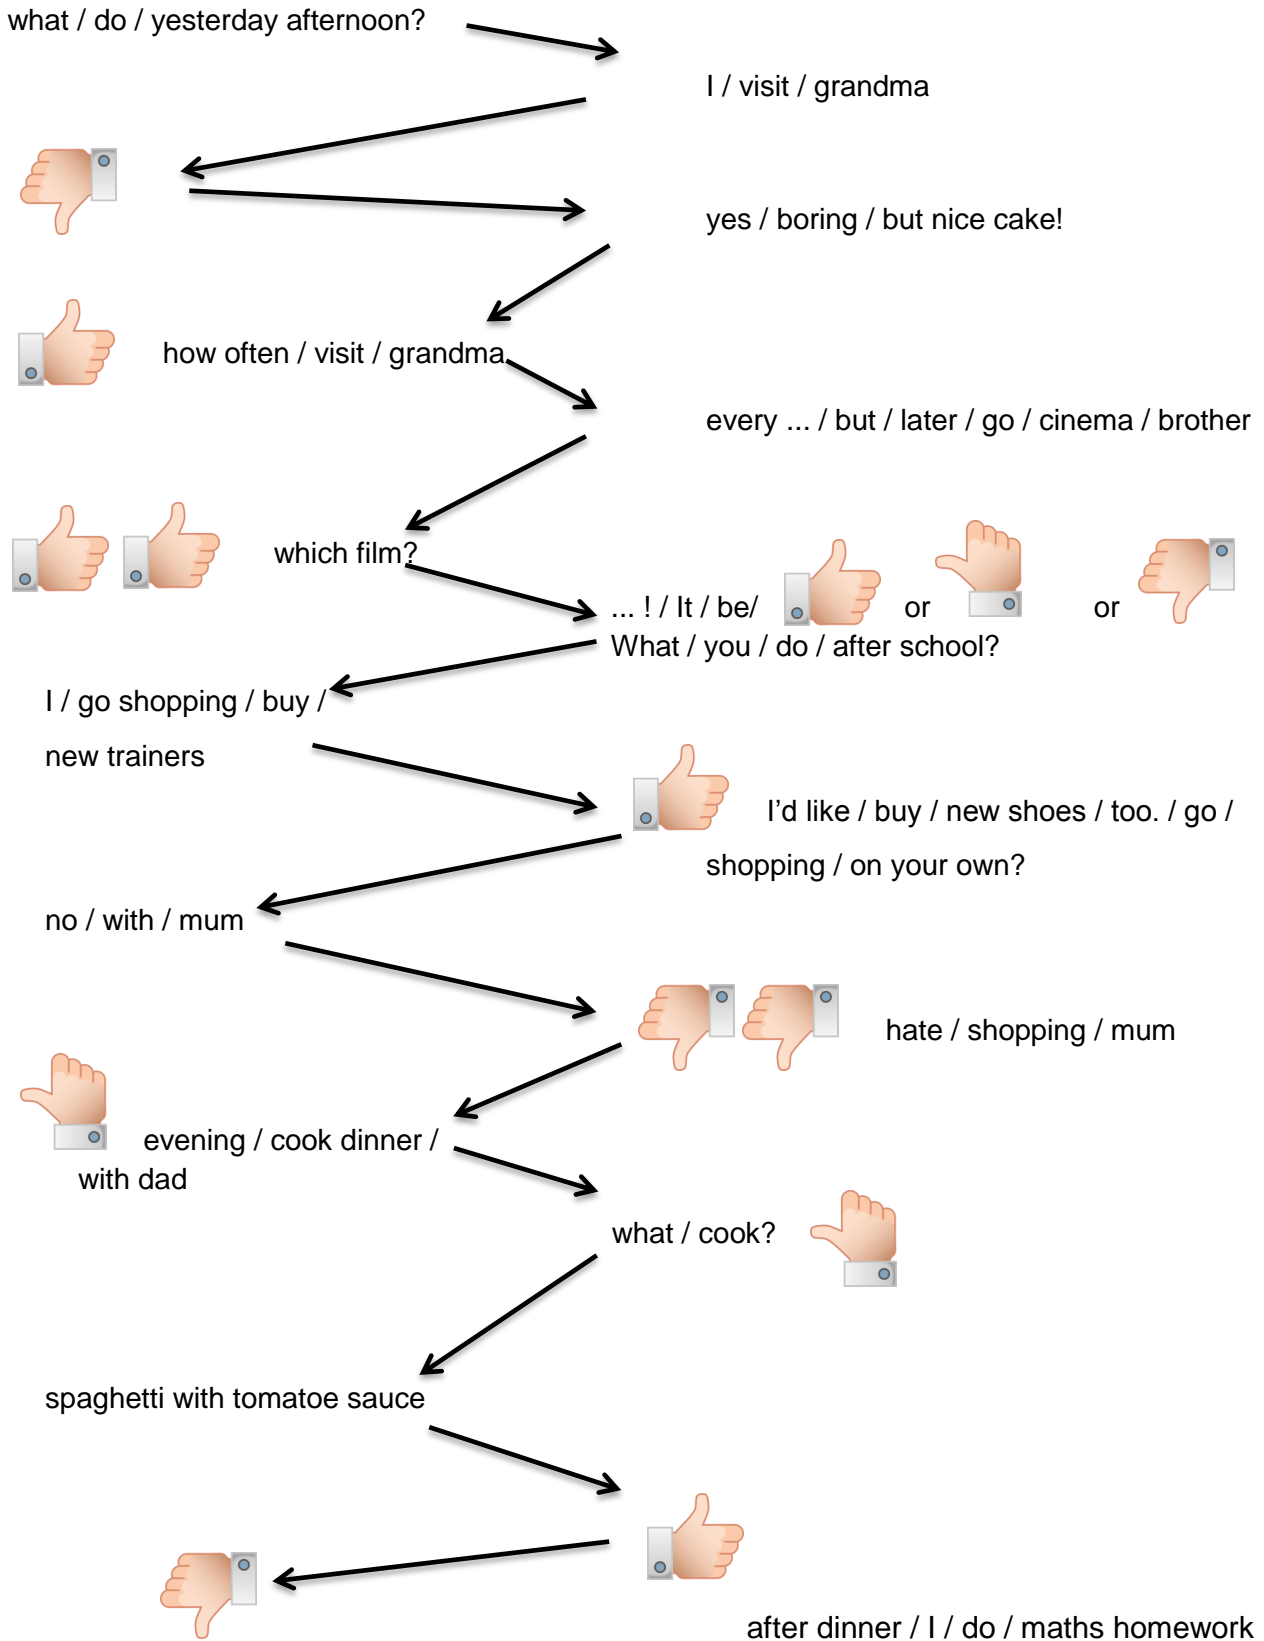 what / do / yesterday afternoon?
I / visit / grandma
yes / boring / but nice cake!
how often / visit / grandma
every ... / but / later / go / cinema / brother
which film?
... ! / It / be/ or or
What / you / do / after school?
I / go shopping / buy /
new trainers
I'd like / buy / new shoes / too. / go /
shopping / on your own?
no / with / mum
hate / shopping / mum
evening / cook dinner /
with dad
what / cook?
spaghetti with tomatoe sauce
after dinner / I / do / maths homework